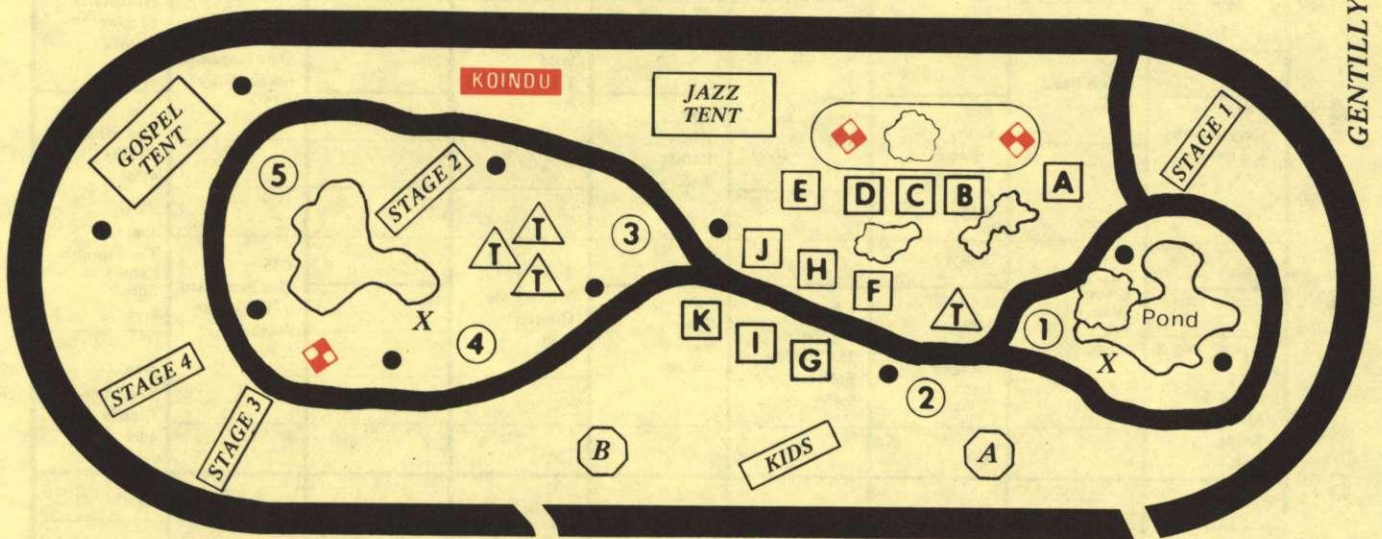 GENTILLY
KOINDU
JAZZ
TENT
GOSPEL
TENT
STAGE 1
STAGE 2
5
E
D
C
B
A
T
T
T
3
J
H
F
T
1
Pond
X
X
4
K
I
G
2
STAGE 4
STAGE 3
B
KIDS
A